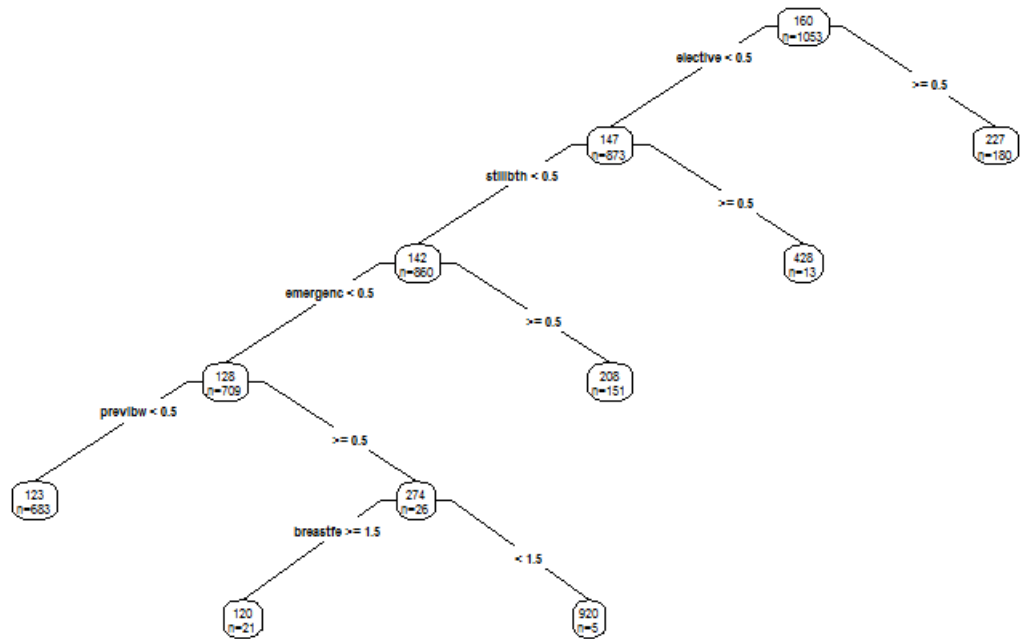 160
n=1053
elective < 0.5
>= 0.5
147
n=873
227
n=180
stillbth < 0.5
>= 0.5
142
n=860
428
n=13
emergenc < 0.5
>= 0.5
128
n=709
208
n=151
prevlbw < 0.5
>= 0.5
123
n=683
274
n=26
breastfe >= 1.5
< 1.5
120
n=21
920
n=5